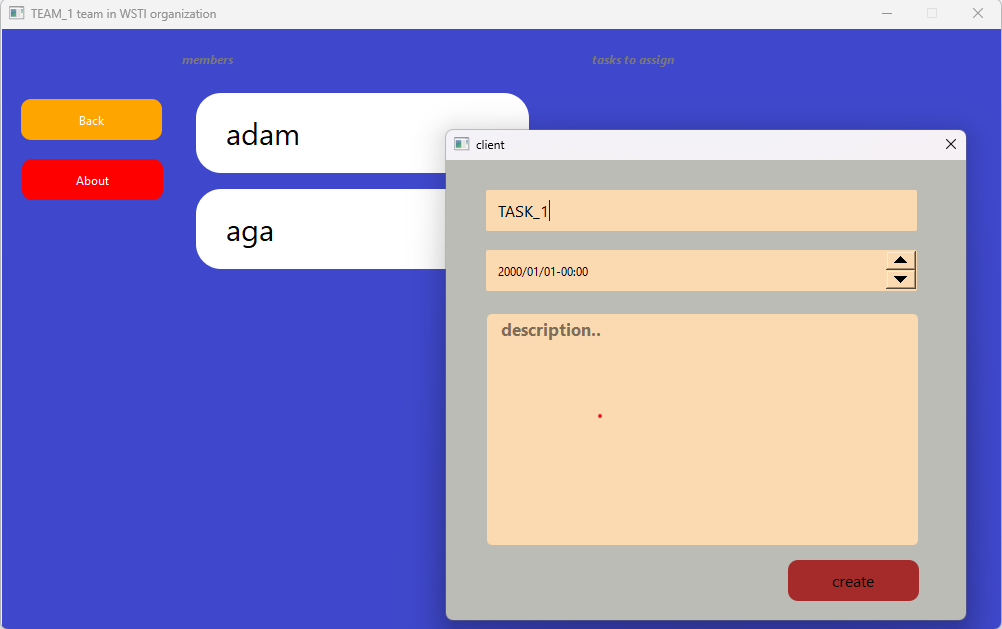 TEAM_1 team in WSTI organization
members
tasks to assign
Back
About
adam
aga
client
TASK_1
2000/01/01-00:00
description..
create